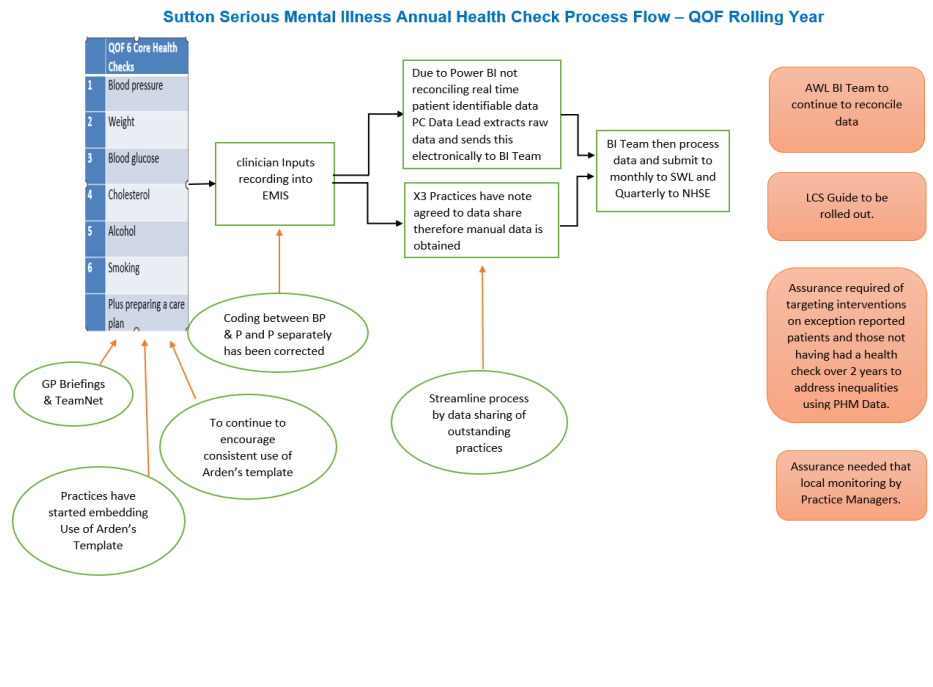 Sutton Serious Mental Illness Annual Health Check Process Flow – QOF Rolling Year
QOF 6 Core Health
Checks
1 Blood pressure
2 Weight
3 Blood glucose
4 Cholesterol
5 Alcohol
6 Smoking
Plus preparing a care
plan
clinician Inputs
recording into
EMIS
Due to Power BI not
reconciling real time
patient identifiable data
PC Data Lead extracts raw
data and sends this
electronically to BI Team
X3 Practices have note
agreed to data share
therefore manual data is
obtained
BI Team then process
data and submit to
monthly to SWL and
Quarterly to NHSE
AWL BI Team to
continue to reconcile
data
LCS Guide to be
rolled out.
Assurance required of
targeting interventions
on exception reported
patients and those not
having had a health
check over 2 years to
address inequalities
using PHM Data.
Assurance needed that
local monitoring by
Practice Managers.
Coding between BP
& P and P separately
has been corrected
GP Briefings
& TeamNet
To continue to
encourage
consistent use of
Arden's template
Practices have
started embedding
Use of Arden's
Template
Streamline process
by data sharing of
outstanding
practices